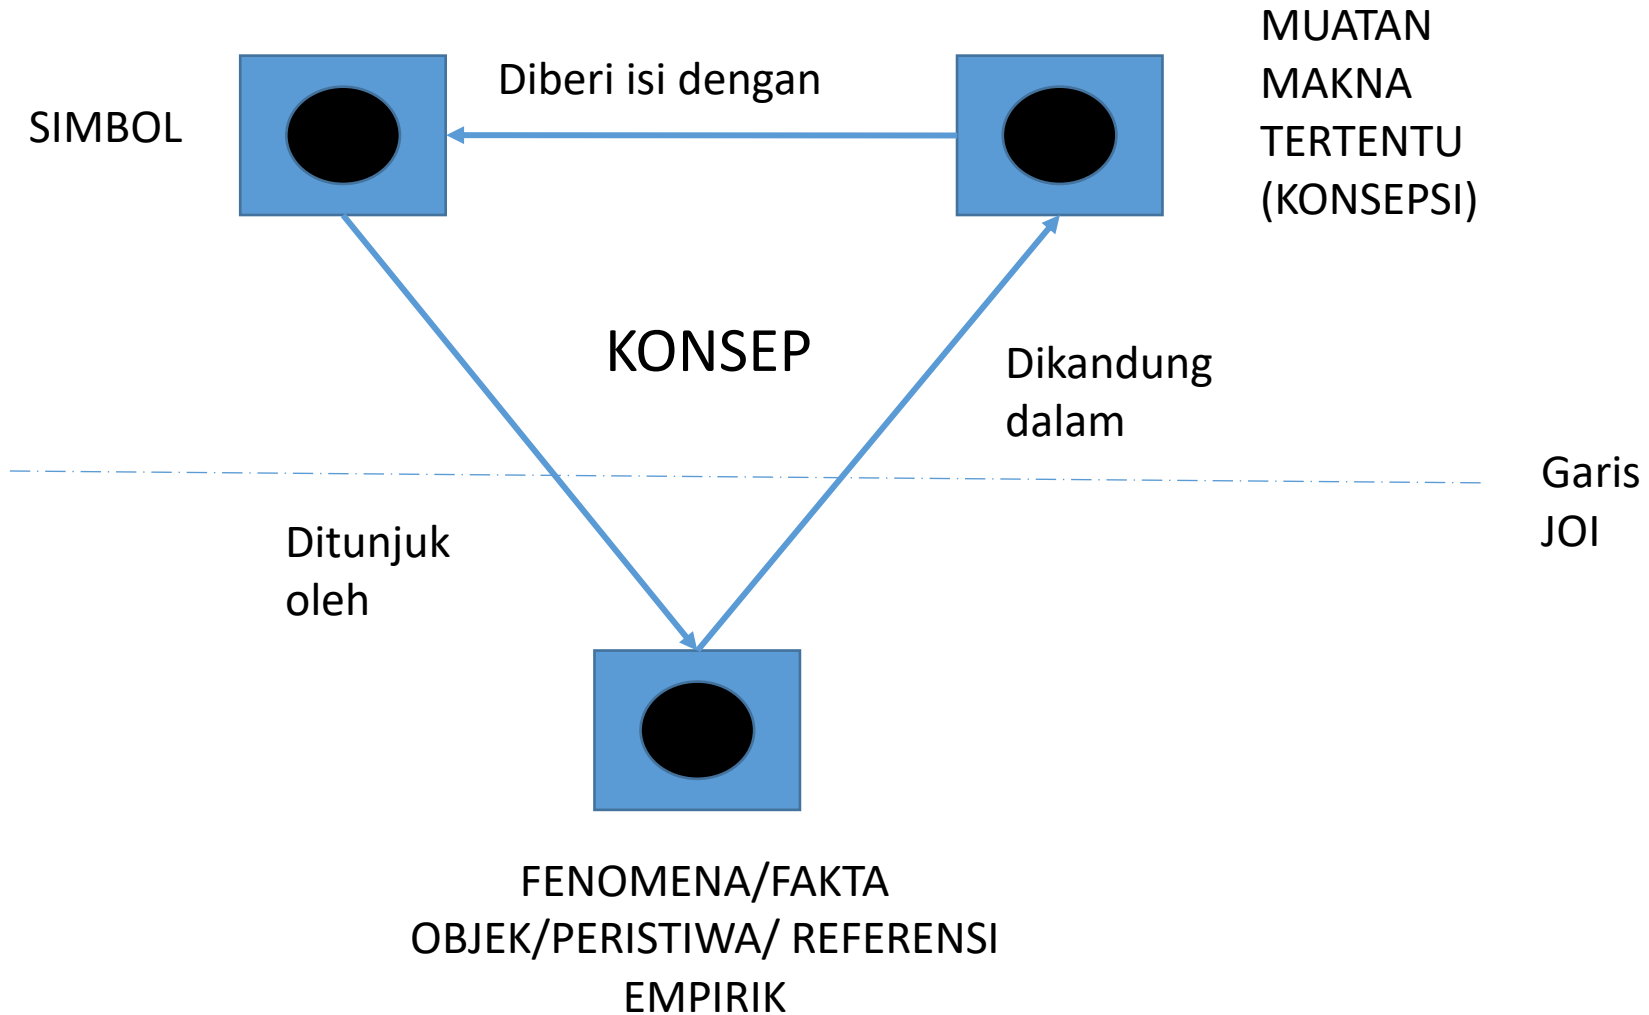 SIMBOL
Diberi isi dengan
MUATAN
MAKNA
TERTENTU
(KONSEPSI)
KONSEP
Dikandung
dalam
Garis
JOI
Ditunjuk
oleh
FENOMENA/FAKTA
OBJEK/PERISTIWA/ REFERENSI
EMPIRIK